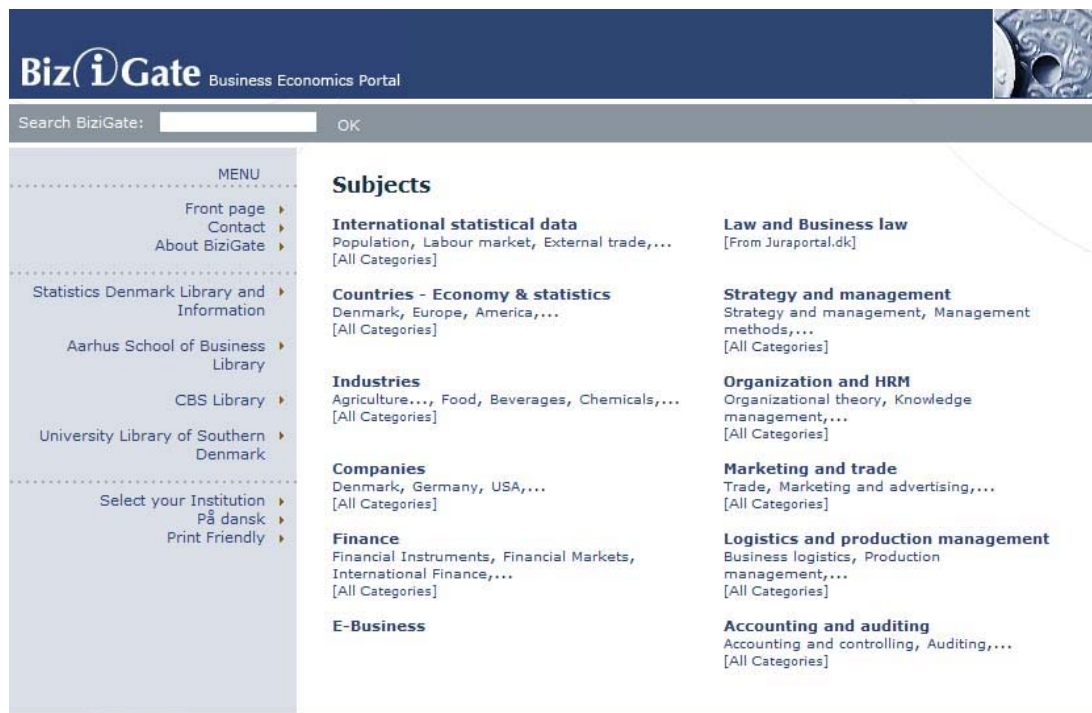 Biz(i)Gate Business Economics Portal
Search BiziGate: OK
MENU
Front page
Contact
About BiziGate
Statistics Denmark Library and
Information
Aarhus School of Business
Library
CBS Library
University Library of Southern
Denmark
Select your Institution
På dansk
Print Friendly
Subjects
International statistical data
Population, Labour market, External trade,...
[All Categories]
Countries - Economy & statistics
Denmark, Europe, America,...
[All Categories]
Industries
Agriculture..., Food, Beverages, Chemicals,...
[All Categories]
Companies
Denmark, Germany, USA,...
[All Categories]
Finance
Financial Instruments, Financial Markets,
International Finance,...
[All Categories]
E-Business
Law and Business law
[From Juraportal.dk]
Strategy and management
Strategy and management, Management
methods,...
[All Categories]
Organization and HRM
Organizational theory, Knowledge
management,...
[All Categories]
Marketing and trade
Trade, Marketing and advertising,...
[All Categories]
Logistics and production management
Business logistics, Production
management,...
[All Categories]
Accounting and auditing
Accounting and controlling, Auditing,...
[All Categories]